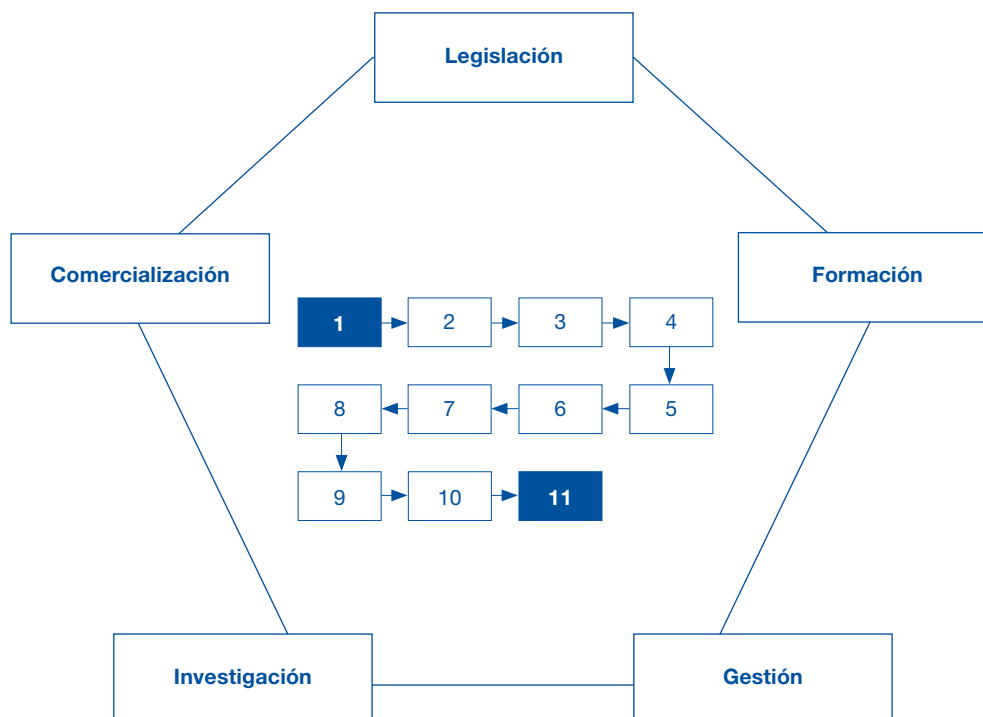 Legislación
Comercialización
Formación
1
2
3
4
8
7
6
5
9
10
11
Investigación
Gestión